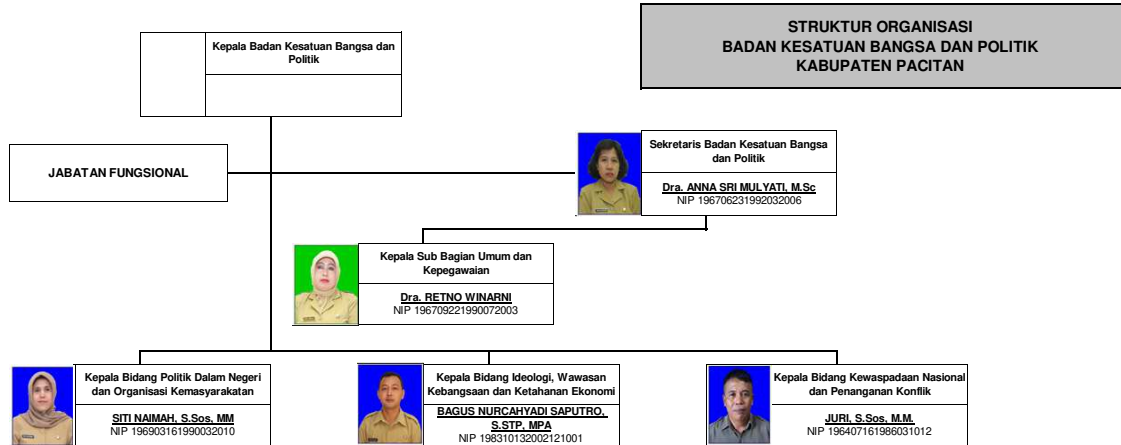 STRUKTUR ORGANISASI
BADAN KESATUAN BANGSA DAN POLITIK
KABUPATEN PACITAN
Kepala Badan Kesatuan Bangsa dan
Politik
JABATAN FUNGSIONAL
Sekretaris Badan Kesatuan Bangsa
dan Politik
Dra. ANNA SRI MULYATI, M.Sc
NIP 196706231992032006
Kepala Sub Bagian Umum dan
Kepegawaian
Dra. RETNO WINARNI
NIP 196709221990072003
Kepala Bidang Politik Dalam Negeri
dan Organisasi Kemasyarakatan
SITI NAIMAH, S.Sos, MM
NIP 196903161990032010
Kepala Bidang Ideologi, Wawasan
Kebangsaan dan Ketahanan Ekonomi
BAGUS NURCAHYADI SAPUTRO,
S.STP, MPA
NIP 198310132002121001
Kepala Bidang Kewaspadaan Nasional
dan Penanganan Konflik
JURI, S.Sos, M.M.
NIP 196407161986031012